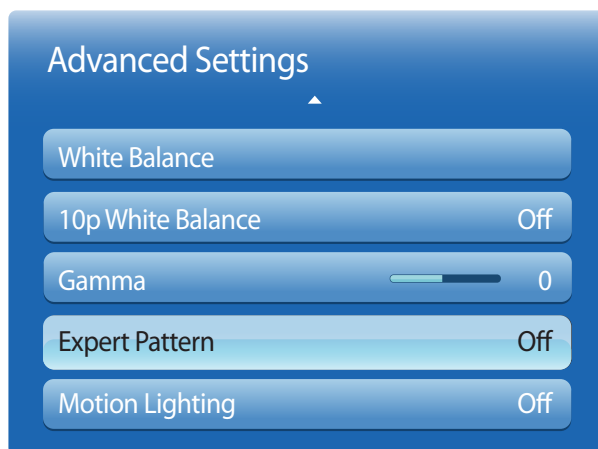 Advanced Settings
White Balance
10p White Balance Off
Gamma 0
Expert Pattern Off
Motion Lighting Off